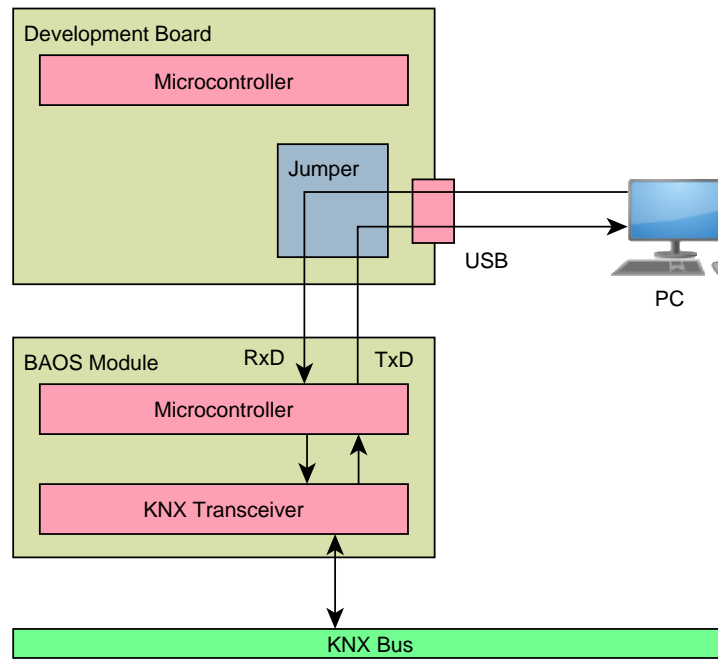 Development Board
Microcontroller
Jumper
USB
PC
BAOS Module
RxD
TxD
Microcontroller
KNX Transceiver
KNX Bus